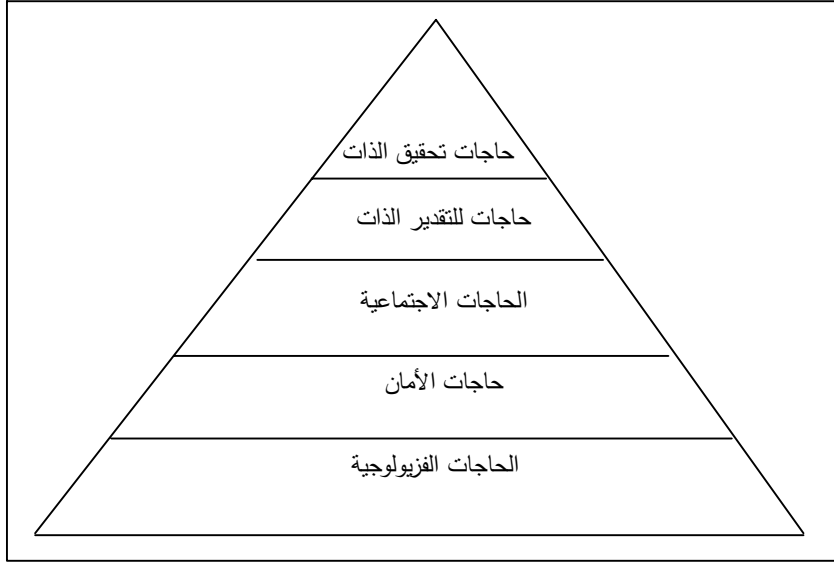 حاجات تحقيق الذات
حاجات للتقدير الذات
الحاجات الاجتماعية
حاجات الأمان
الحاجات الفزيولوجية